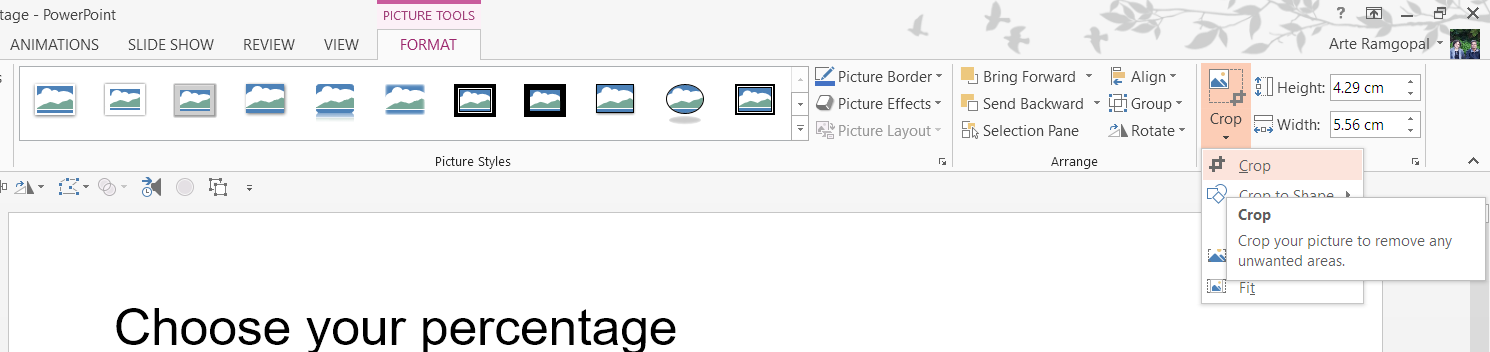 tage - PowerPoint
PICTURE TOOLS
?
ANIMATIONS
SLIDE SHOW
REVIEW
VIEW
FORMAT
Arte Ramgopal
Picture Border
Picture Effects
Picture Layout
Picture Styles
Bring Forward
Send Backward
Selection Pane
Align
Group
Rotate
Arrange
Crop
Height: 4.29 cm
Width: 5.56 cm
Crop
Crop to Shape
Crop
Crop your picture to remove any
unwanted areas.
Fit
Choose your percentage